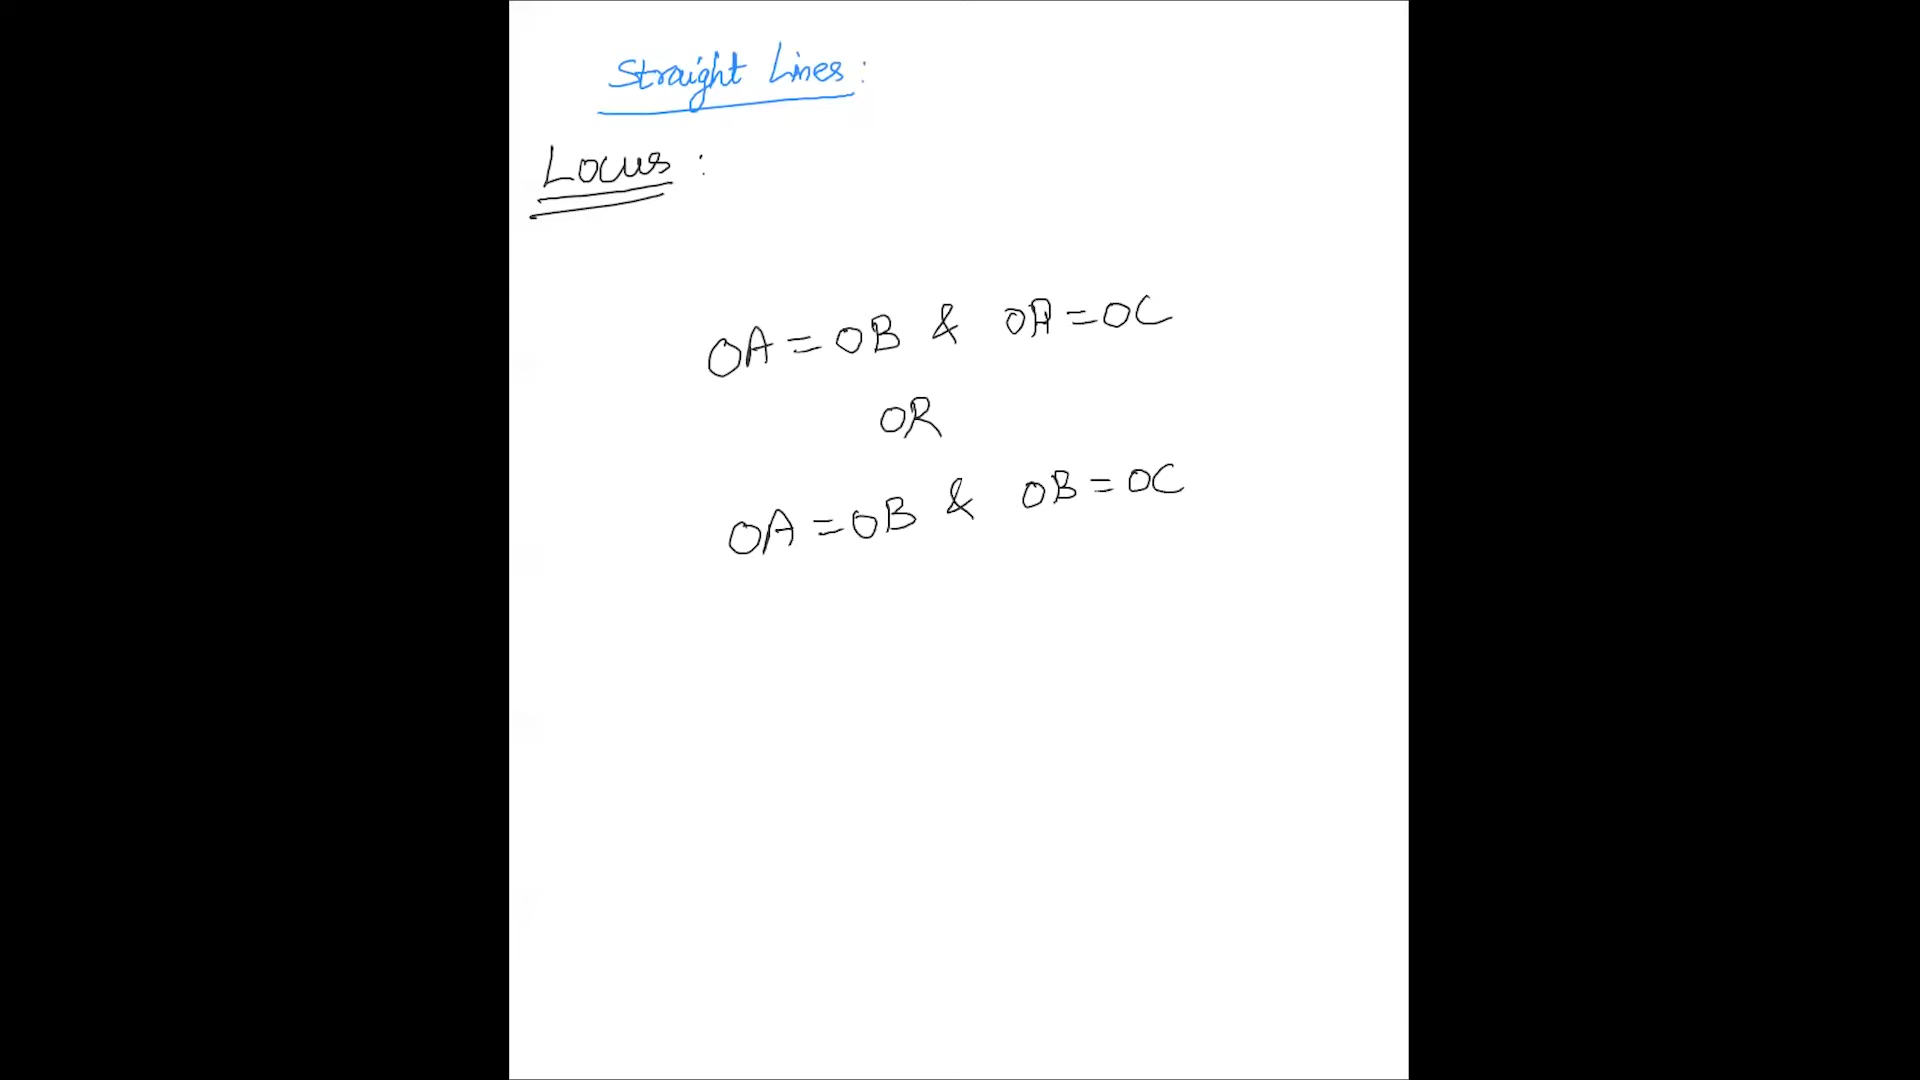 Straight Lines:
Locus:
OA = OB & OA = OC
OR
OA = OB & OB = OC